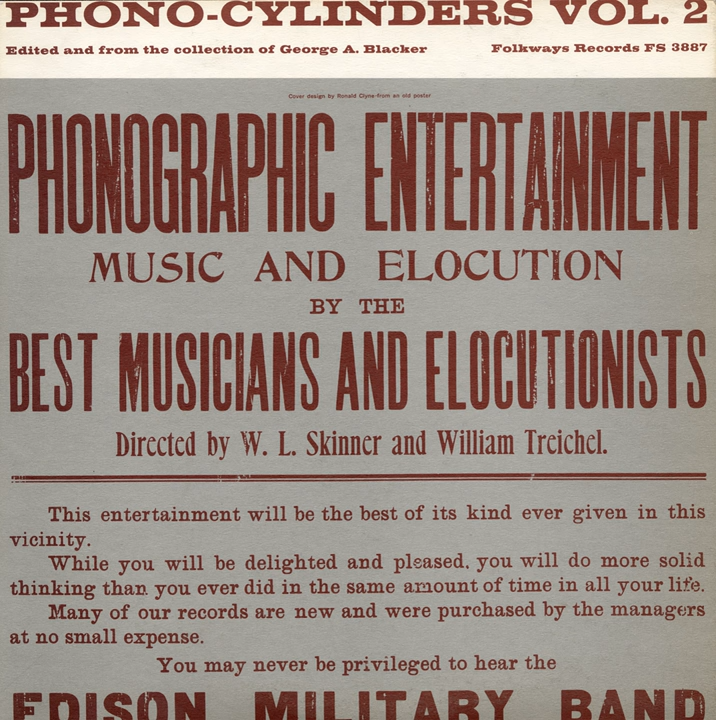 PHONO-CYLINDERS VOL. 2
Edited and from the collection of George A. Blacker Folkways Records FS 3887
Cover design by Ronald Clyne-from an old poster
PHONOGRAPHIC ENTERTAINMENT
MUSIC AND ELOCUTION
BY THE
BEST MUSICIANS AND ELOCUTIONISTS
Directed by W. L. Skinner and William Treichel.
This entertainment will be the best of its kind ever given in this
vicinity.
While you will be delighted and pleased, you will do more solid
thinking than you ever did in the same amount of time in all your life.
Many of our records are new and were purchased by the managers
at no small expense.
You may never be privileged to hear the
EDISON MILITARY BAND